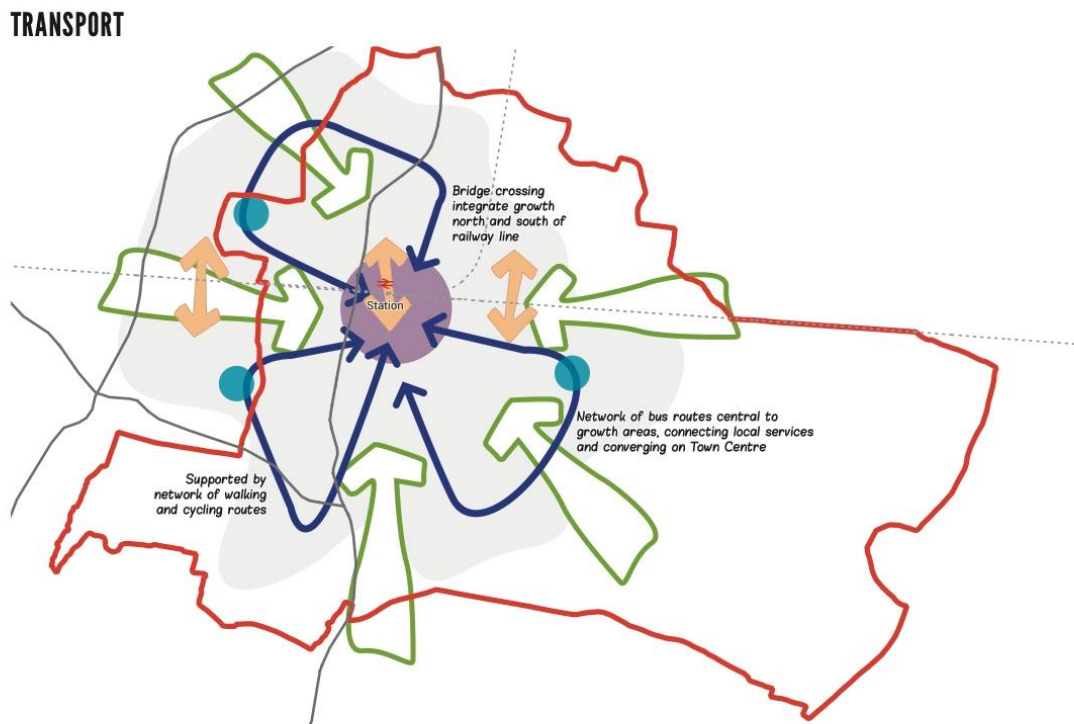 TRANSPORT
Bridge crossing
integrate growth
north and south of
railway line
Station
Network of bus routes central to
growth areas, connecting local services
and converging on Town Centre
Supported by
network of walking
and cycling routes